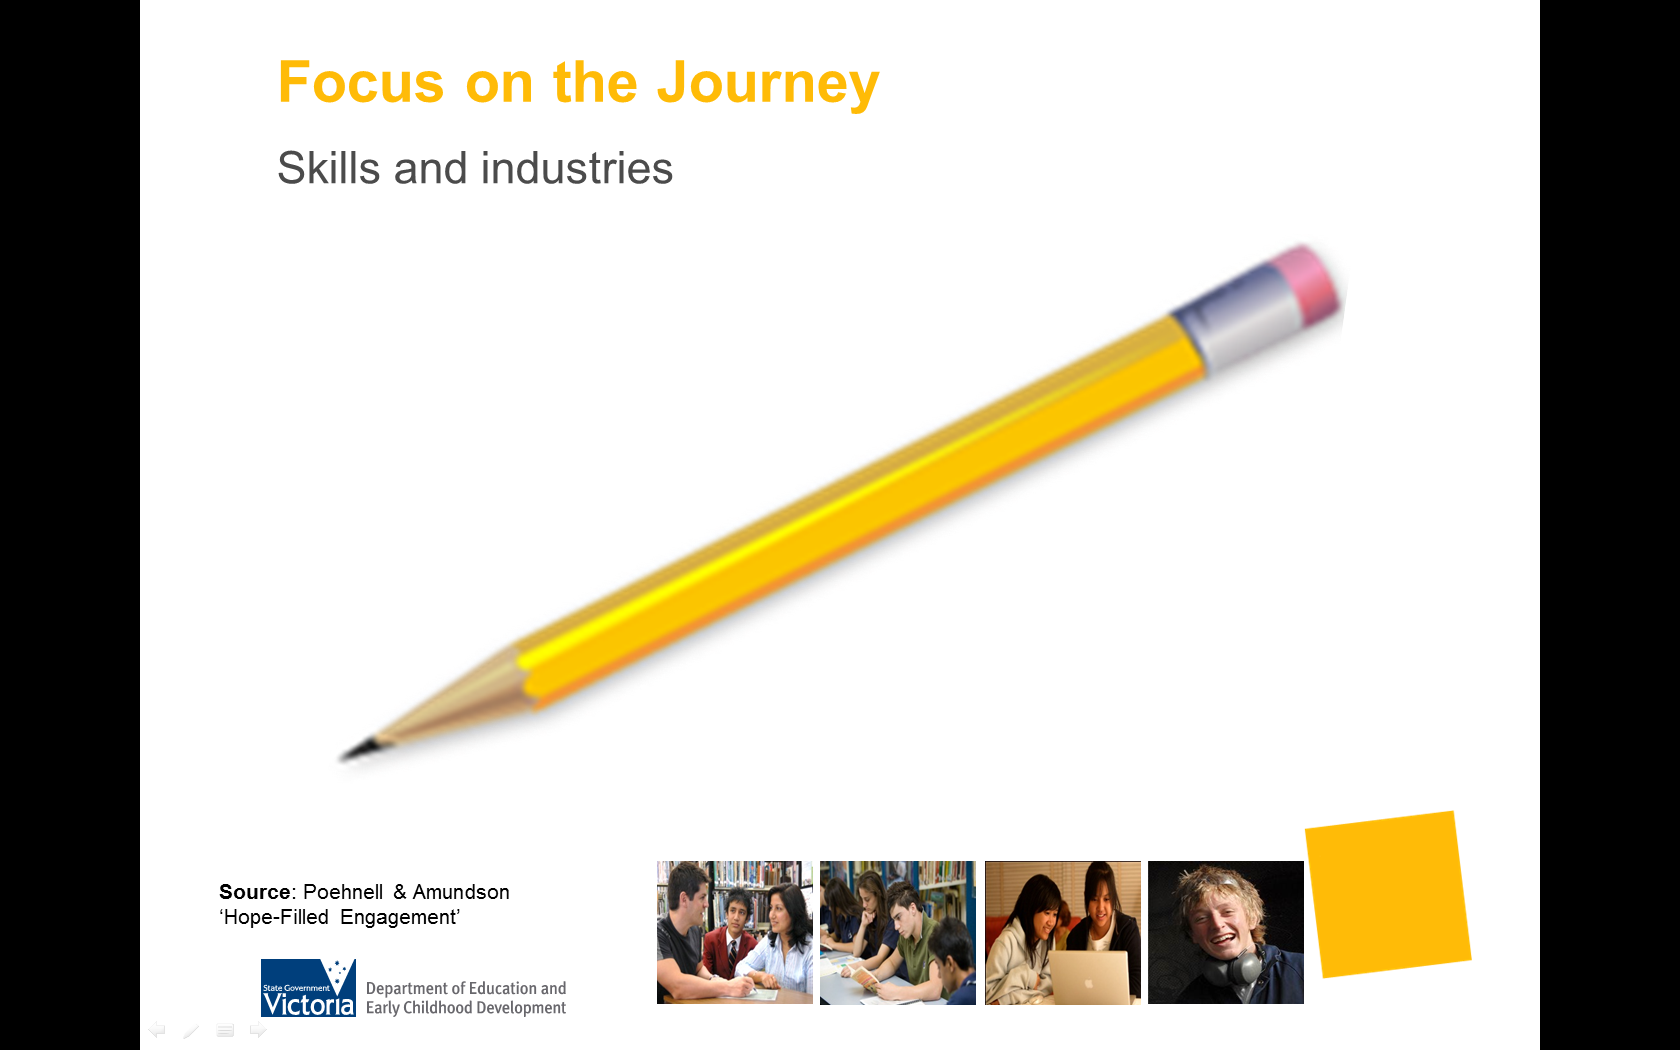 Focus on the Journey
Skills and industries
Source: Poehnell & Amundson
‘Hope-Filled Engagement’
State Government
Victoria
Department of Education and
Early Childhood Development